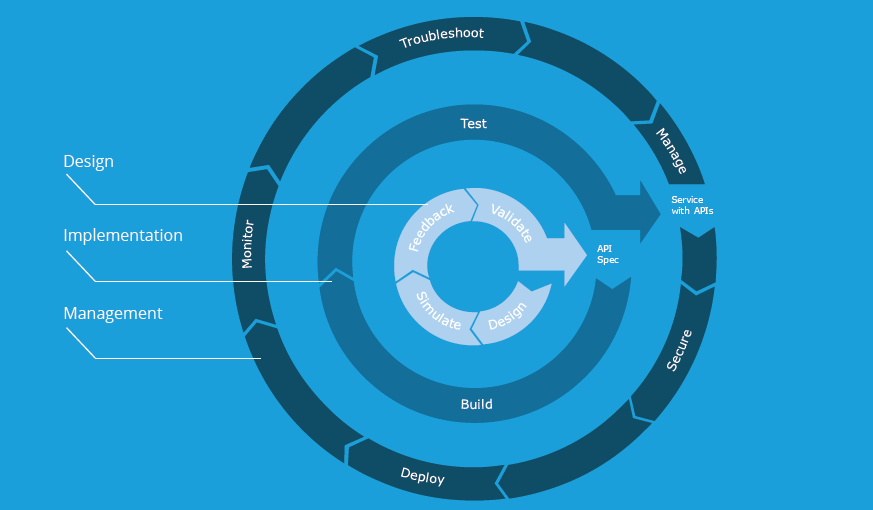 Design
Implementation
Management
Troubleshoot
Manage
Test
Service
with APIs
Feedback
Validate
Monitor
API
Spec
Simulate
Design
Secure
Build
Deploy